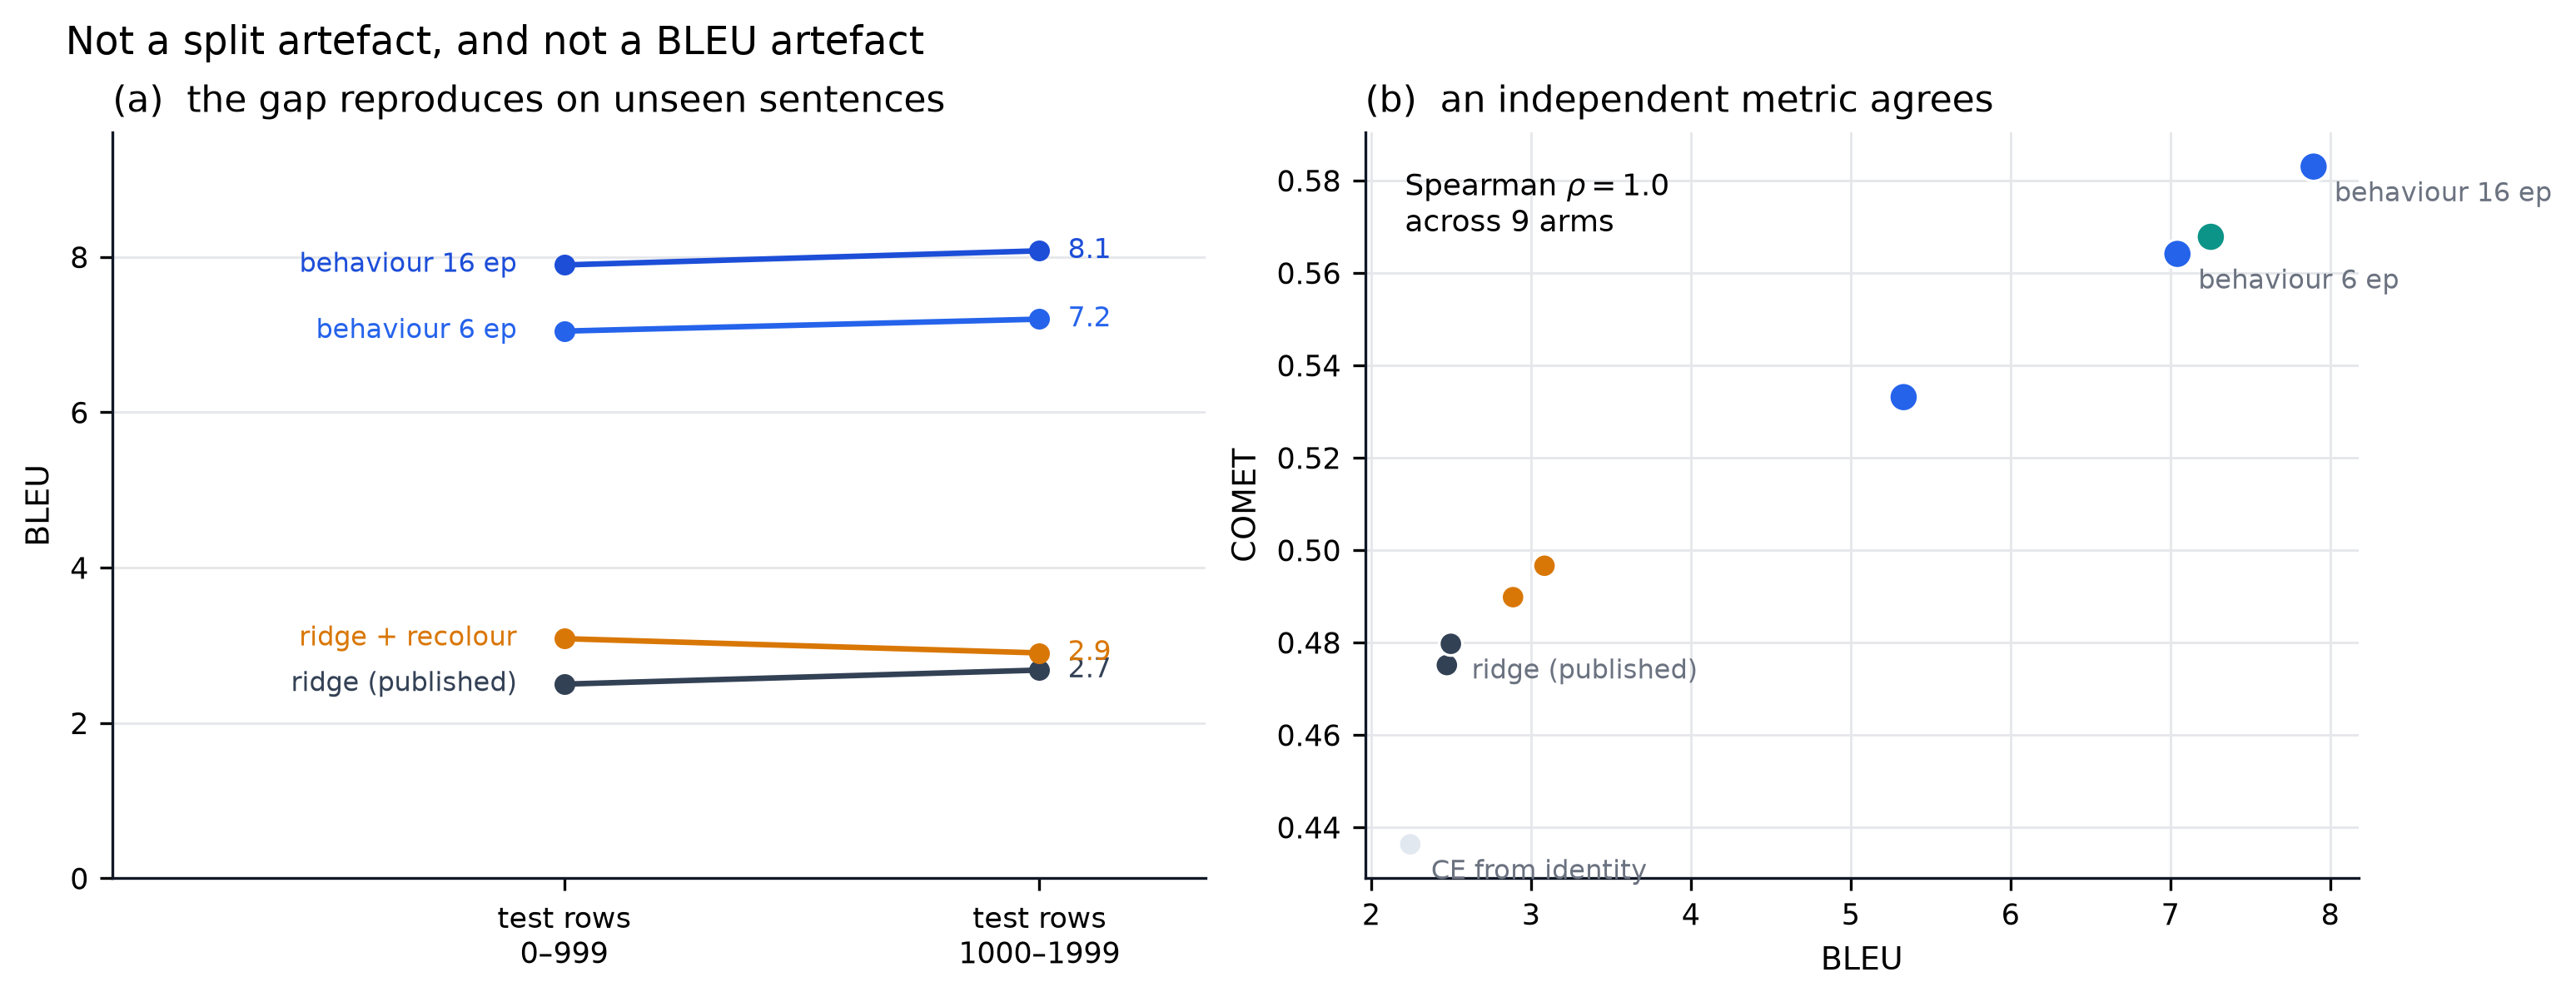 Not a split artefact, and not a BLEU artefact
(a) the gap reproduces on unseen sentences
BLEU
8
6
4
2
0
behaviour 16 ep
8.1
behaviour 6 ep
7.2
ridge + recolour
2.9
ridge (published)
2.7
test rows
0–999
test rows
1000–1999
(b) an independent metric agrees
COMET
0.58
0.56
0.54
0.52
0.50
0.48
0.46
0.44
Spearman ρ = 1.0
across 9 arms
behaviour 16 ep
behaviour 6 ep
ridge (published)
CE from identity
2 3 4 5 6 7 8
BLEU